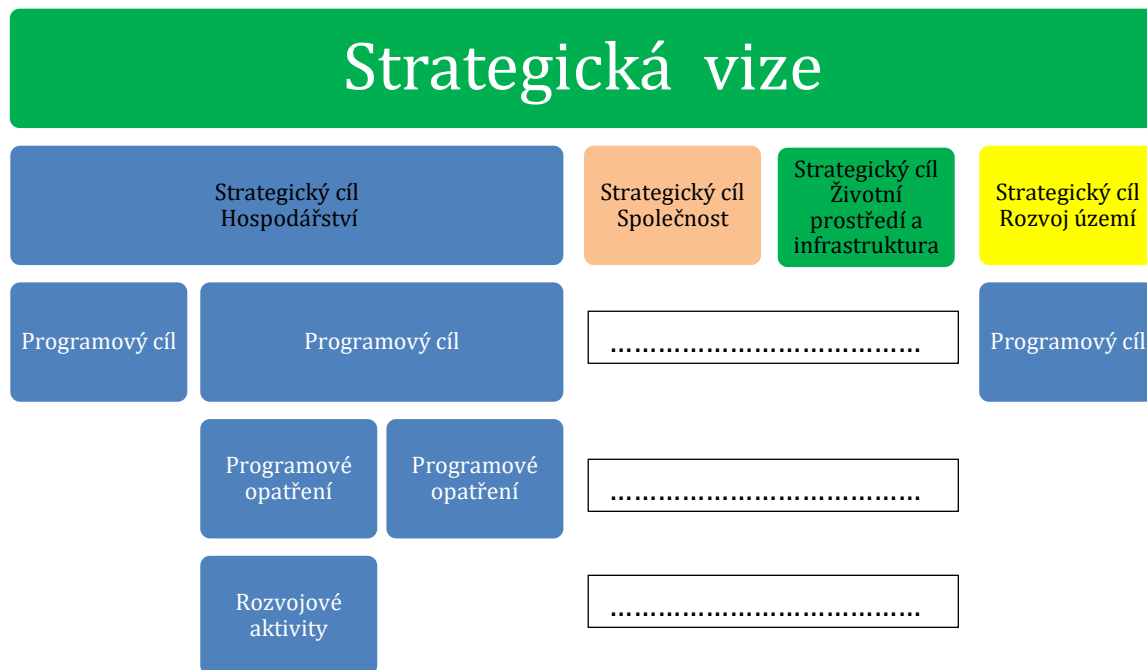 Strategická vize
Strategický cíl
Hospodářství
Strategický cíl
Společnost
Strategický cíl
Životní
prostředí a
infrastruktura
Strategický cíl
Rozvoj území
Programový cíl
Programový cíl
.......................................
Programový cíl
Programové
opatření
Programové
opatření
.......................................
Rozvojové
aktivity
.......................................